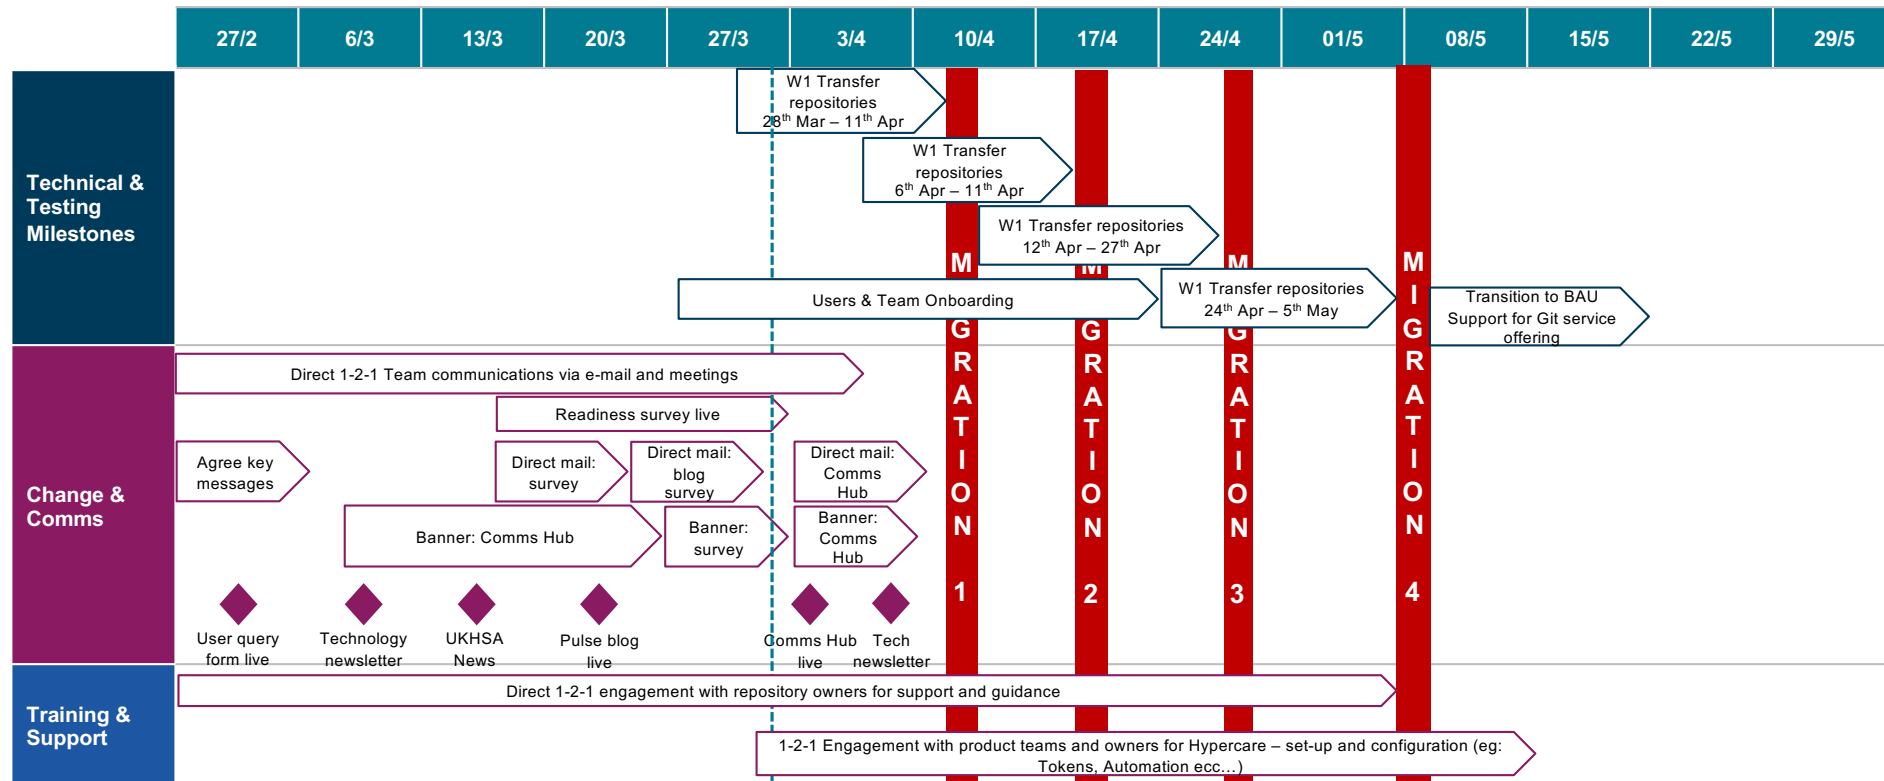 27/2 6/3 13/3 20/3 27/3 3/4 10/4 17/4 24/4 01/5 08/5 15/5 22/5 29/5
Technical &
Testing
Milestones
W1 Transfer
repositories
28th Mar – 11th Apr
W1 Transfer
repositories
6th Apr – 11th Apr
W1 Transfer repositories
12th Apr – 27th Apr
Users & Team Onboarding
W1 Transfer repositories
24th Apr – 5th May
Transition to BAU
Support for Git service
offering
MIGRATION 1
MIGRATION 2
MIGRATION 3
MIGRATION 4
Change &
Comms
Direct 1-2-1 Team communications via e-mail and meetings
Readiness survey live
Agree key
messages
Direct mail:
survey
Direct mail:
blog
survey
Direct mail:
Comms
Hub
Banner: Comms Hub
Banner:
survey
Banner:
Comms
Hub
User query
form live
Technology
newsletter
UKHSA
News
Pulse blog
live
Comms Hub
live
Tech
newsletter
Training &
Support
Direct 1-2-1 engagement with repository owners for support and guidance
1-2-1 Engagement with product teams and owners for Hypercare – set-up and configuration (eg:
Tokens, Automation ecc...)